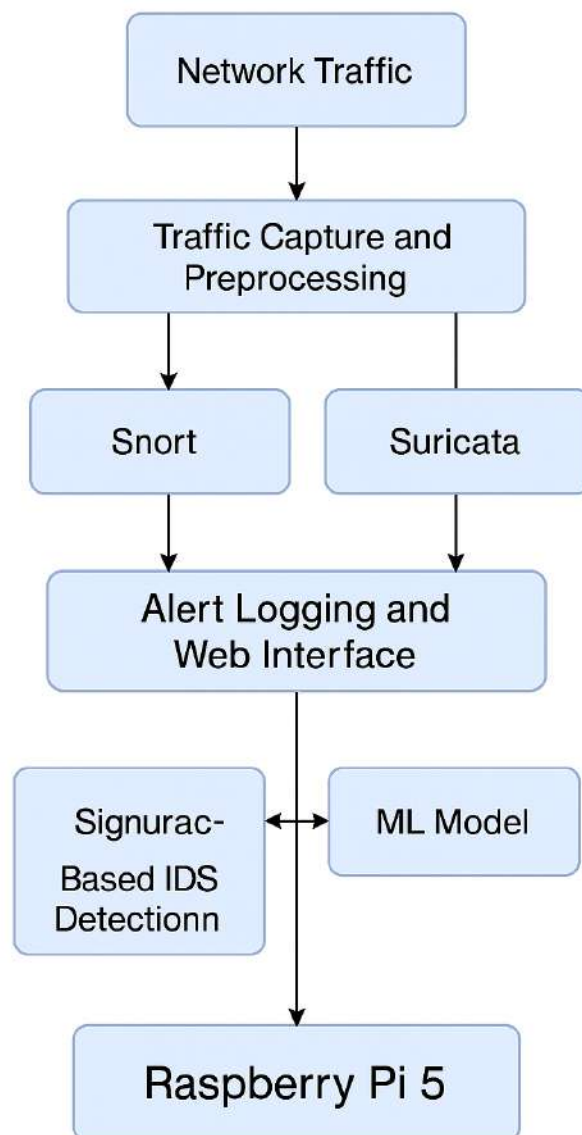 Network Traffic
Traffic Capture and
Preprocessing
Snort
Suricata
Alert Logging and
Web Interface
Signurac-
Based IDS
Detectionn
ML Model
Raspberry Pi 5